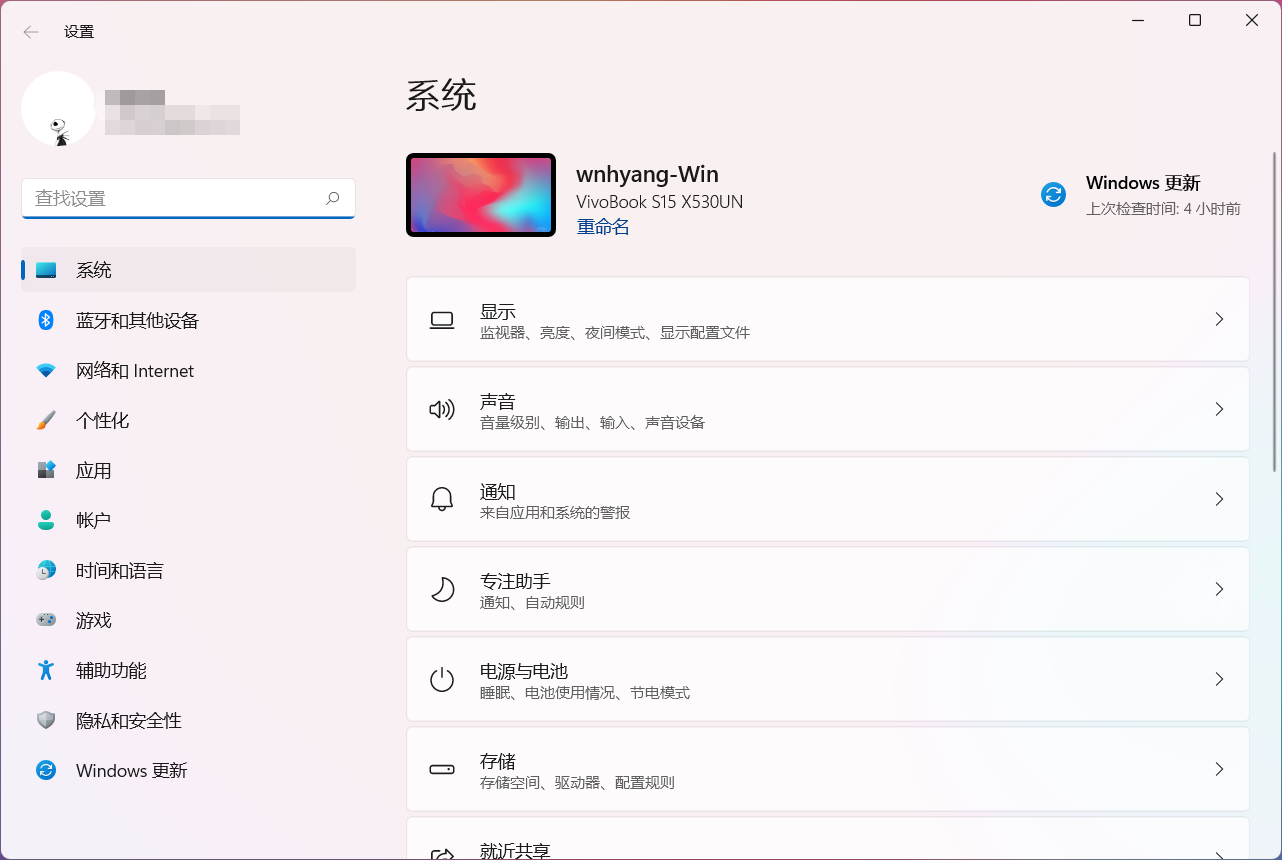 设置
查找设置
系统
蓝牙和其他设备
网络和 Internet
个性化
应用
帐户
时间和语言
游戏
辅助功能
隐私和安全性
Windows 更新
系统
wnhyang-Win
VivoBook S15 X530UN
重命名
Windows 更新
上次检查时间: 4 小时前
显示
监视器、亮度、夜间模式、显示配置文件
声音
音量级别、输出、输入、声音设备
通知
来自应用和系统的警报
专注助手
通知、自动规则
电源与电池
睡眠、电池使用情况、节电模式
存储
存储空间、驱动器、配置规则
就近共享